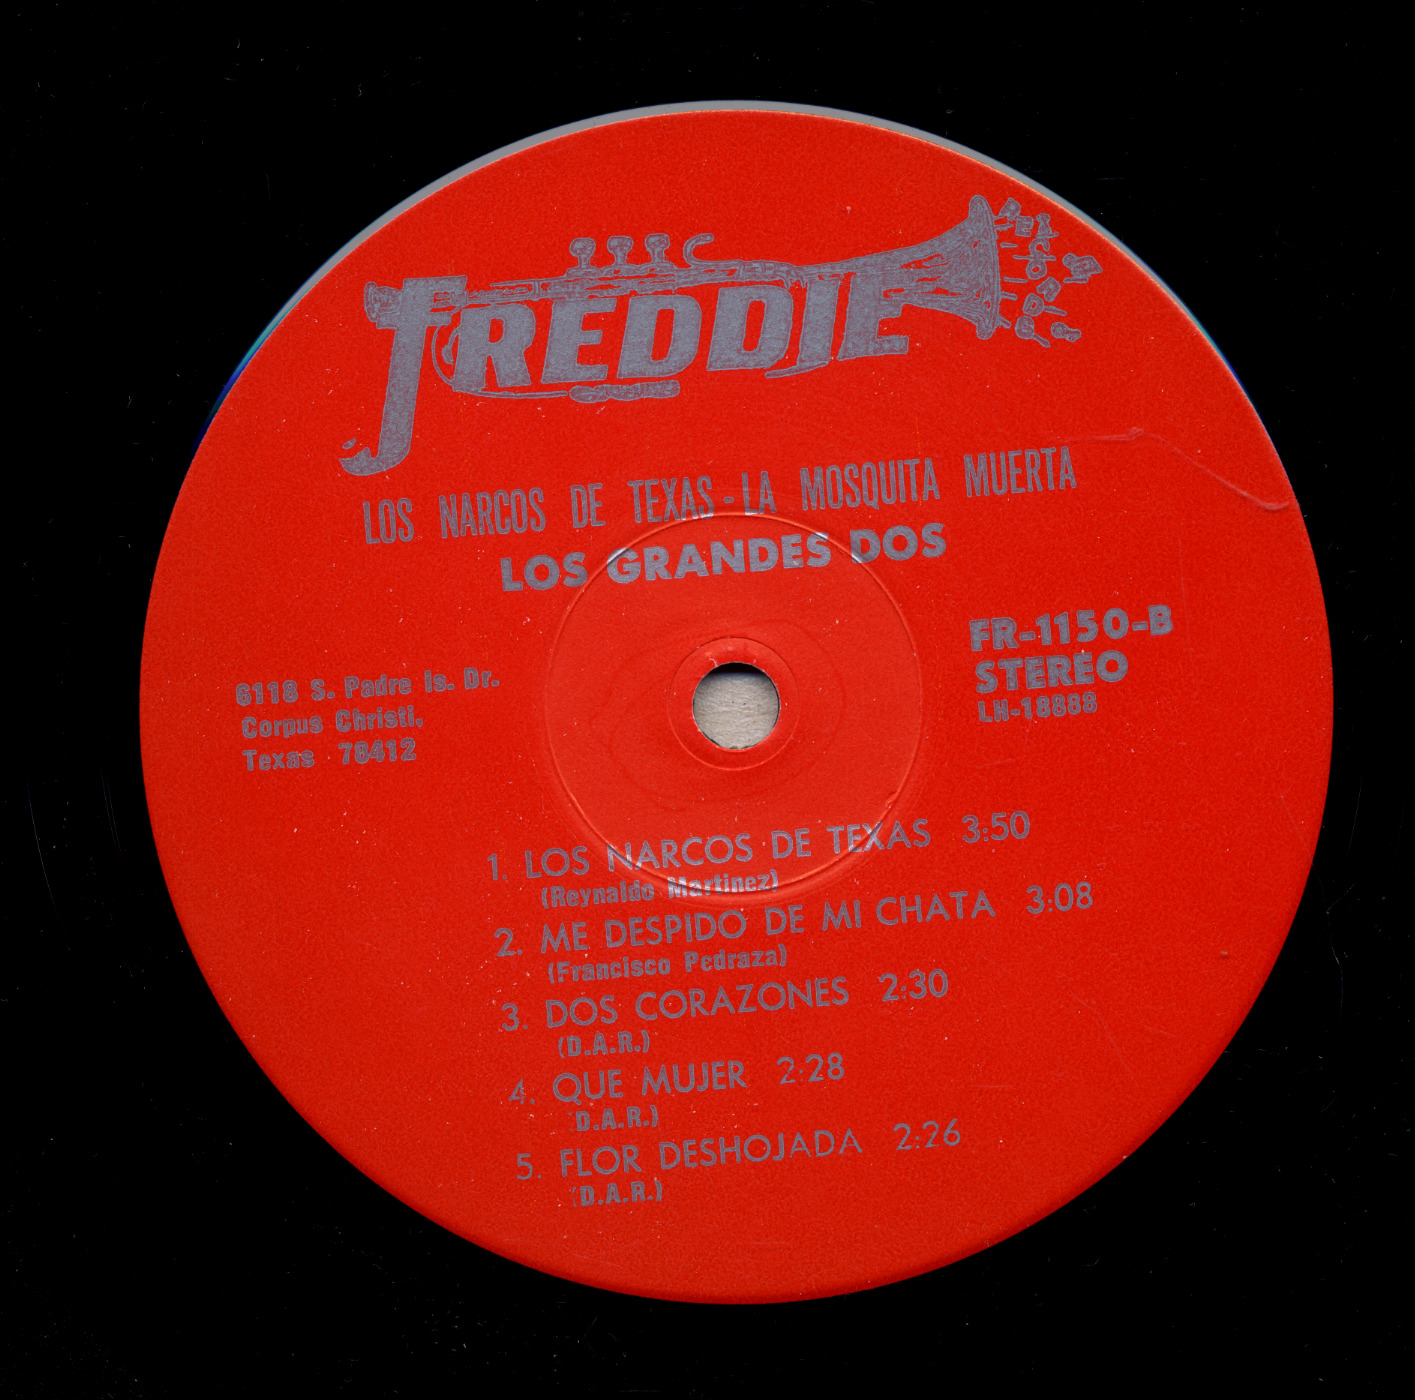 FREDDIE
LOS NARCOS DE TEXAS - LA MOSQUITA MUERTA
LOS GRANDES DOS
FR-1150-B
STEREO
LH-18888
6118 S. Padre Is. Dr.
Corpus Christi,
Texas 78412
1. LOS NARCOS DE TEXAS 3:50
(Reynaldo Martinez)
2. ME DESPIDO DE MI CHATA 3:08
(Francisco Pedraza)
3. DOS CORAZONES 2:30
(D.A.R.)
4. QUE MUJER 2:28
(D.A.R.)
5. FLOR DESHOJADA 2:26
(D.A.R.)